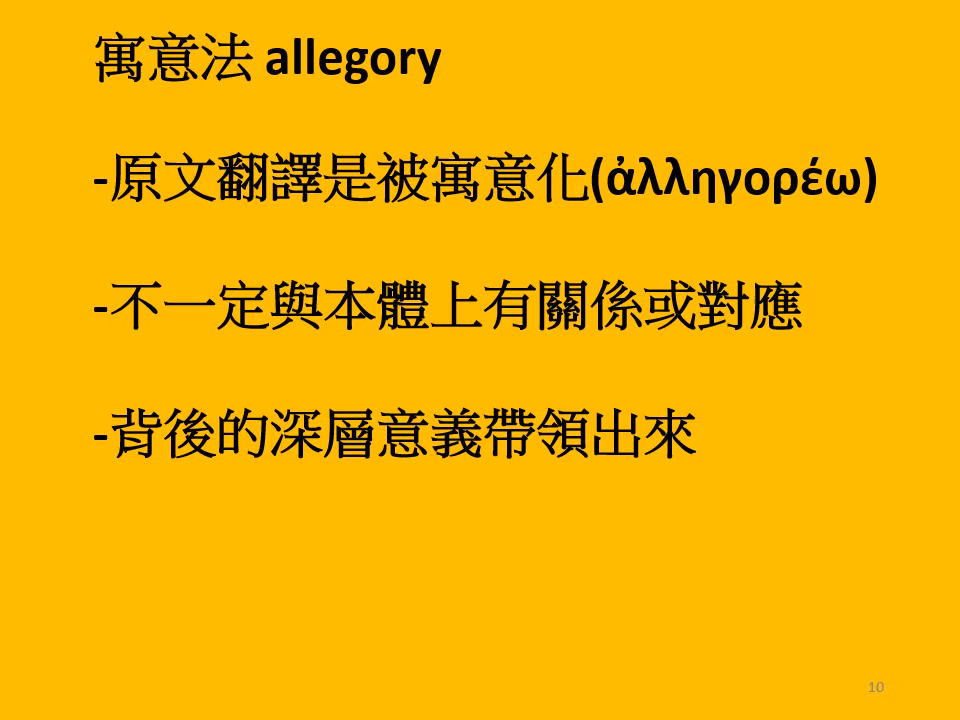 寓意法 allegory
-原文翻譯是被寓意化(ἀλληγορέω)
-不一定與本體上有關係或對應
-背後的深層意義帶領出來
10